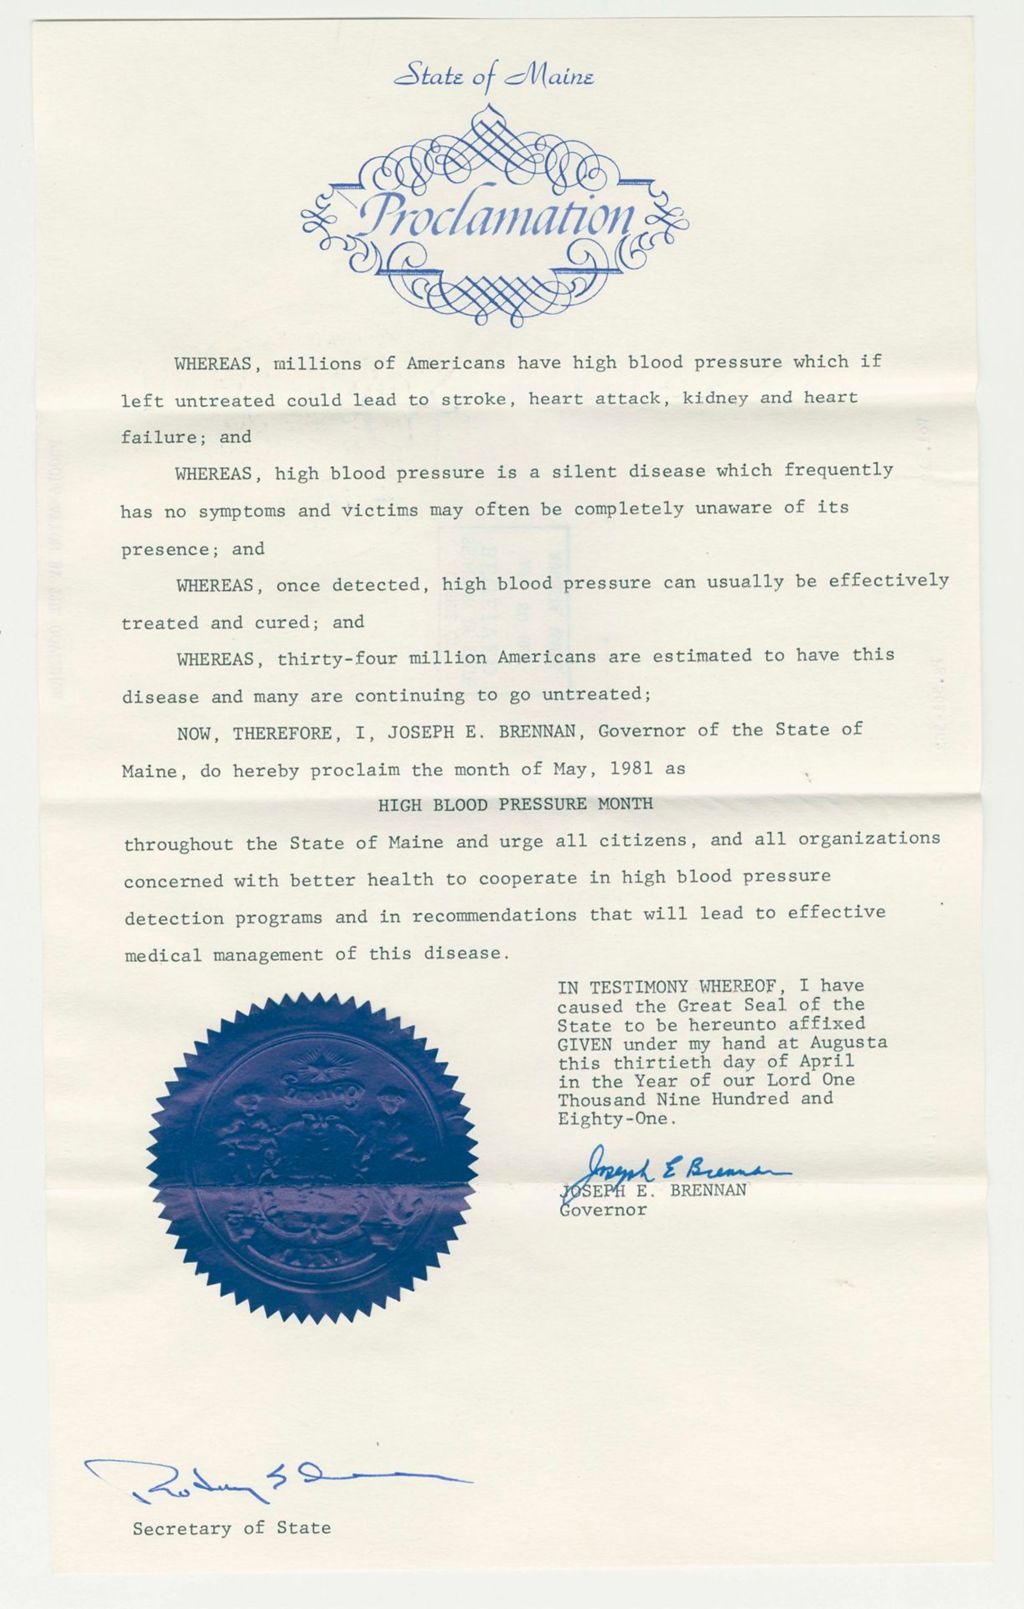 State of Maine
Proclamation
WHEREAS, millions of Americans have high blood pressure which if
left untreated could lead to stroke, heart attack, kidney and heart
failure; and
WHEREAS, high blood pressure is a silent disease which frequently
has no symptoms and victims may often be completely unaware of its
presence; and
WHEREAS, once detected, high blood pressure can usually be effectively
treated and cured; and
WHEREAS, thirty-four million Americans are estimated to have this
disease and many are continuing to go untreated;
NOW, THEREFORE, I, JOSEPH E. BRENNAN, Governor of the State of
Maine, do hereby proclaim the month of May, 1981 as
HIGH BLOOD PRESSURE MONTH
throughout the State of Maine and urge all citizens, and all organizations
concerned with better health to cooperate in high blood pressure
detection programs and in recommendations that will lead to effective
medical management of this disease.
IN TESTIMONY WHEREOF, I have
caused the Great Seal of the
State to be hereunto affixed
GIVEN under my hand at Augusta
this thirtieth day of April
in the Year of our Lord One
Thousand Nine Hundred and
Eighty-One.
Joseph E Brennan
JOSEPH E. BRENNAN
Governor
Rodney S
Secretary of State